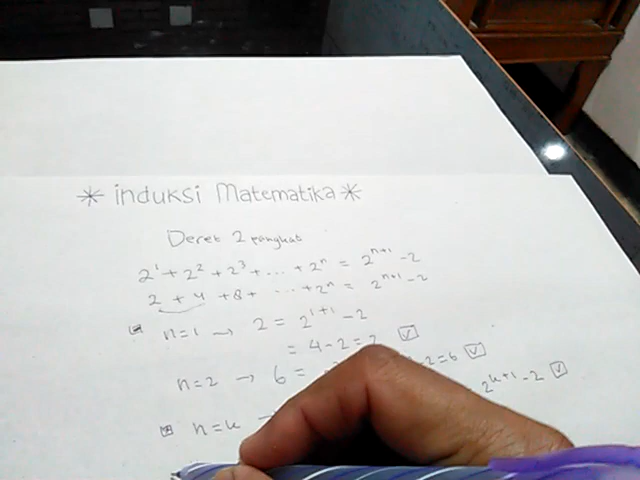 * induksi Matematika *
Deret 2 pangkat
2¹ + 2² + 2³ + ... + 2ⁿ = 2ⁿ⁺¹ - 2
2 + 4 + 8 + ... + 2ⁿ = 2ⁿ⁺¹ - 2
n=1 → 2 = 2¹⁺¹ - 2
= 4-2=2 ☑
n=2 → 6 = -2=6 ☑
n=k → 2ᵏ⁺¹ - 2 ☑